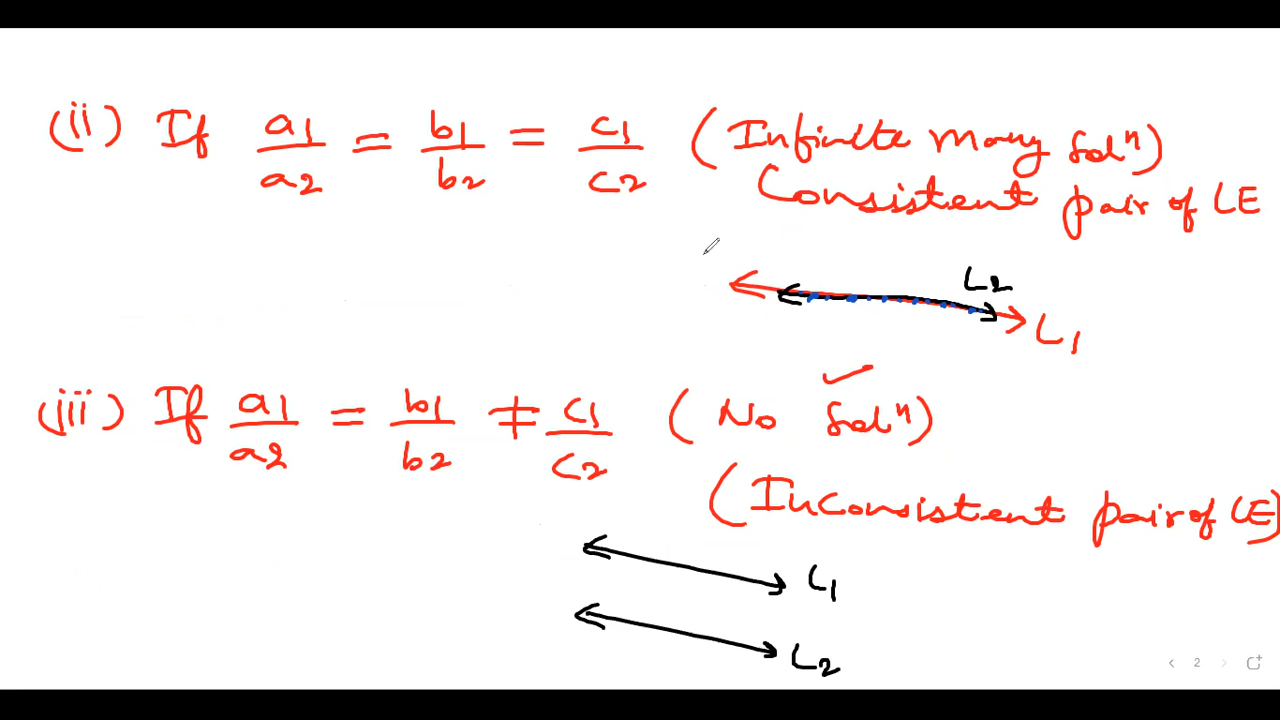 (ii) If a1/a2 = b1/b2 = c1/c2 (Infinite many solⁿ)
Consistent pair of LE
L2
L1
(iii) If a1/a2 = b1/b2 ≠ c1/c2 (No solⁿ)
(Inconsistent pair of LE)
L1
L2
2